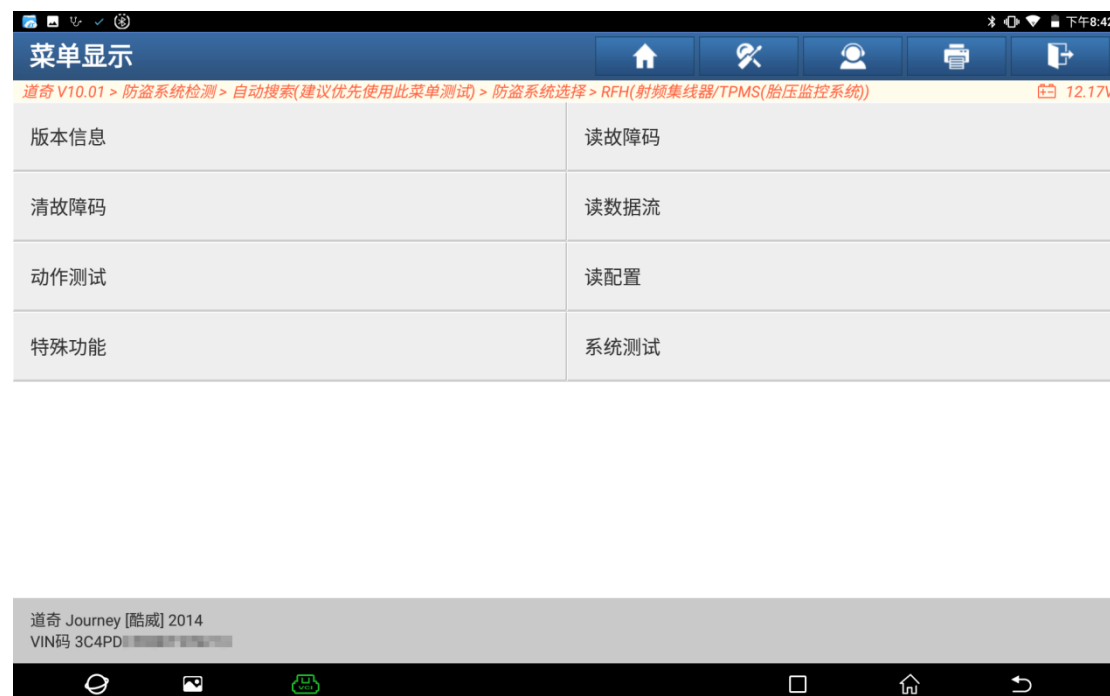 下午8:42
菜单显示
道奇 V10.01 > 防盗系统检测 > 自动搜索(建议优先使用此菜单测试) > 防盗系统选择 > RFH(射频集线器/TPMS(胎压监控系统)) 12.17V
版本信息 读故障码
清故障码 读数据流
动作测试 读配置
特殊功能 系统测试
道奇 Journey [酷威] 2014
VIN码 3C4PD
VCI